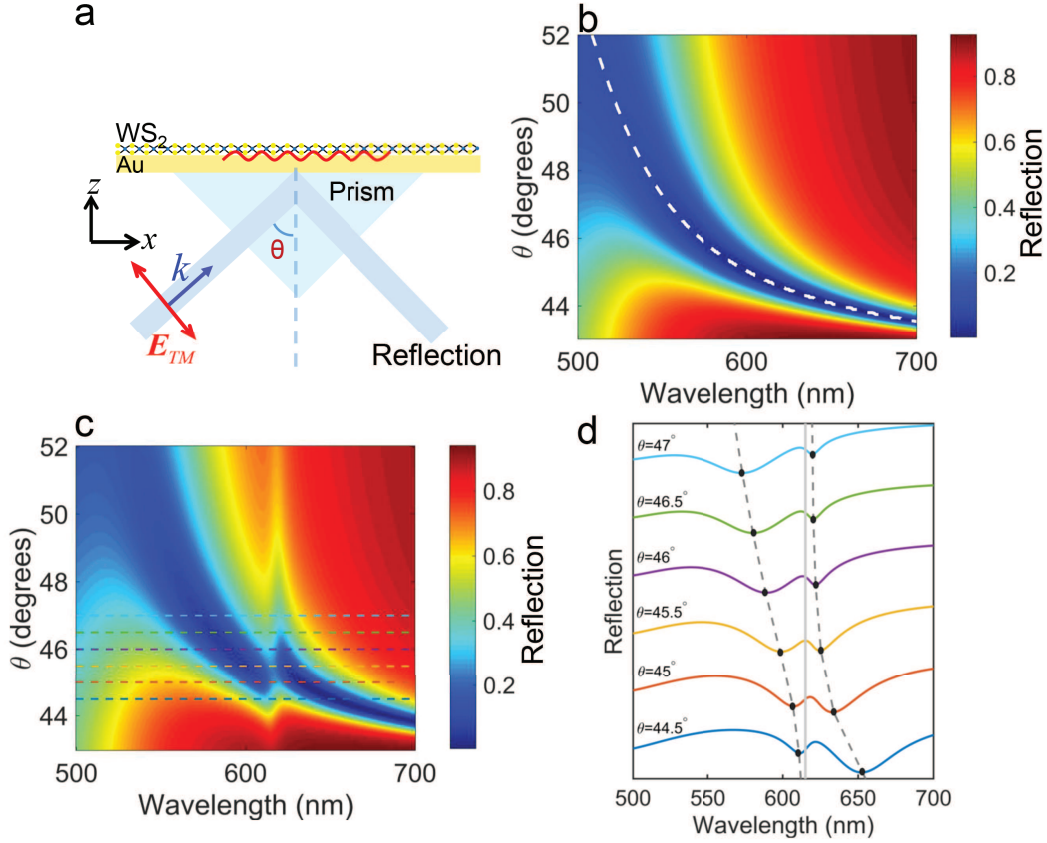 a
WS2
Au
Prism
z
x
k
θ
ETM
Reflection
b
52
50
48
46
44
500
600
700
θ (degrees)
Wavelength (nm)
0.8
0.6
0.4
0.2
Reflection
c
52
50
48
46
44
500
600
700
θ (degrees)
Wavelength (nm)
0.8
0.6
0.4
0.2
Reflection
d
θ=47°
θ=46.5°
θ=46°
θ=45.5°
θ=45°
θ=44.5°
Reflection
500 550 600 650 700
Wavelength (nm)